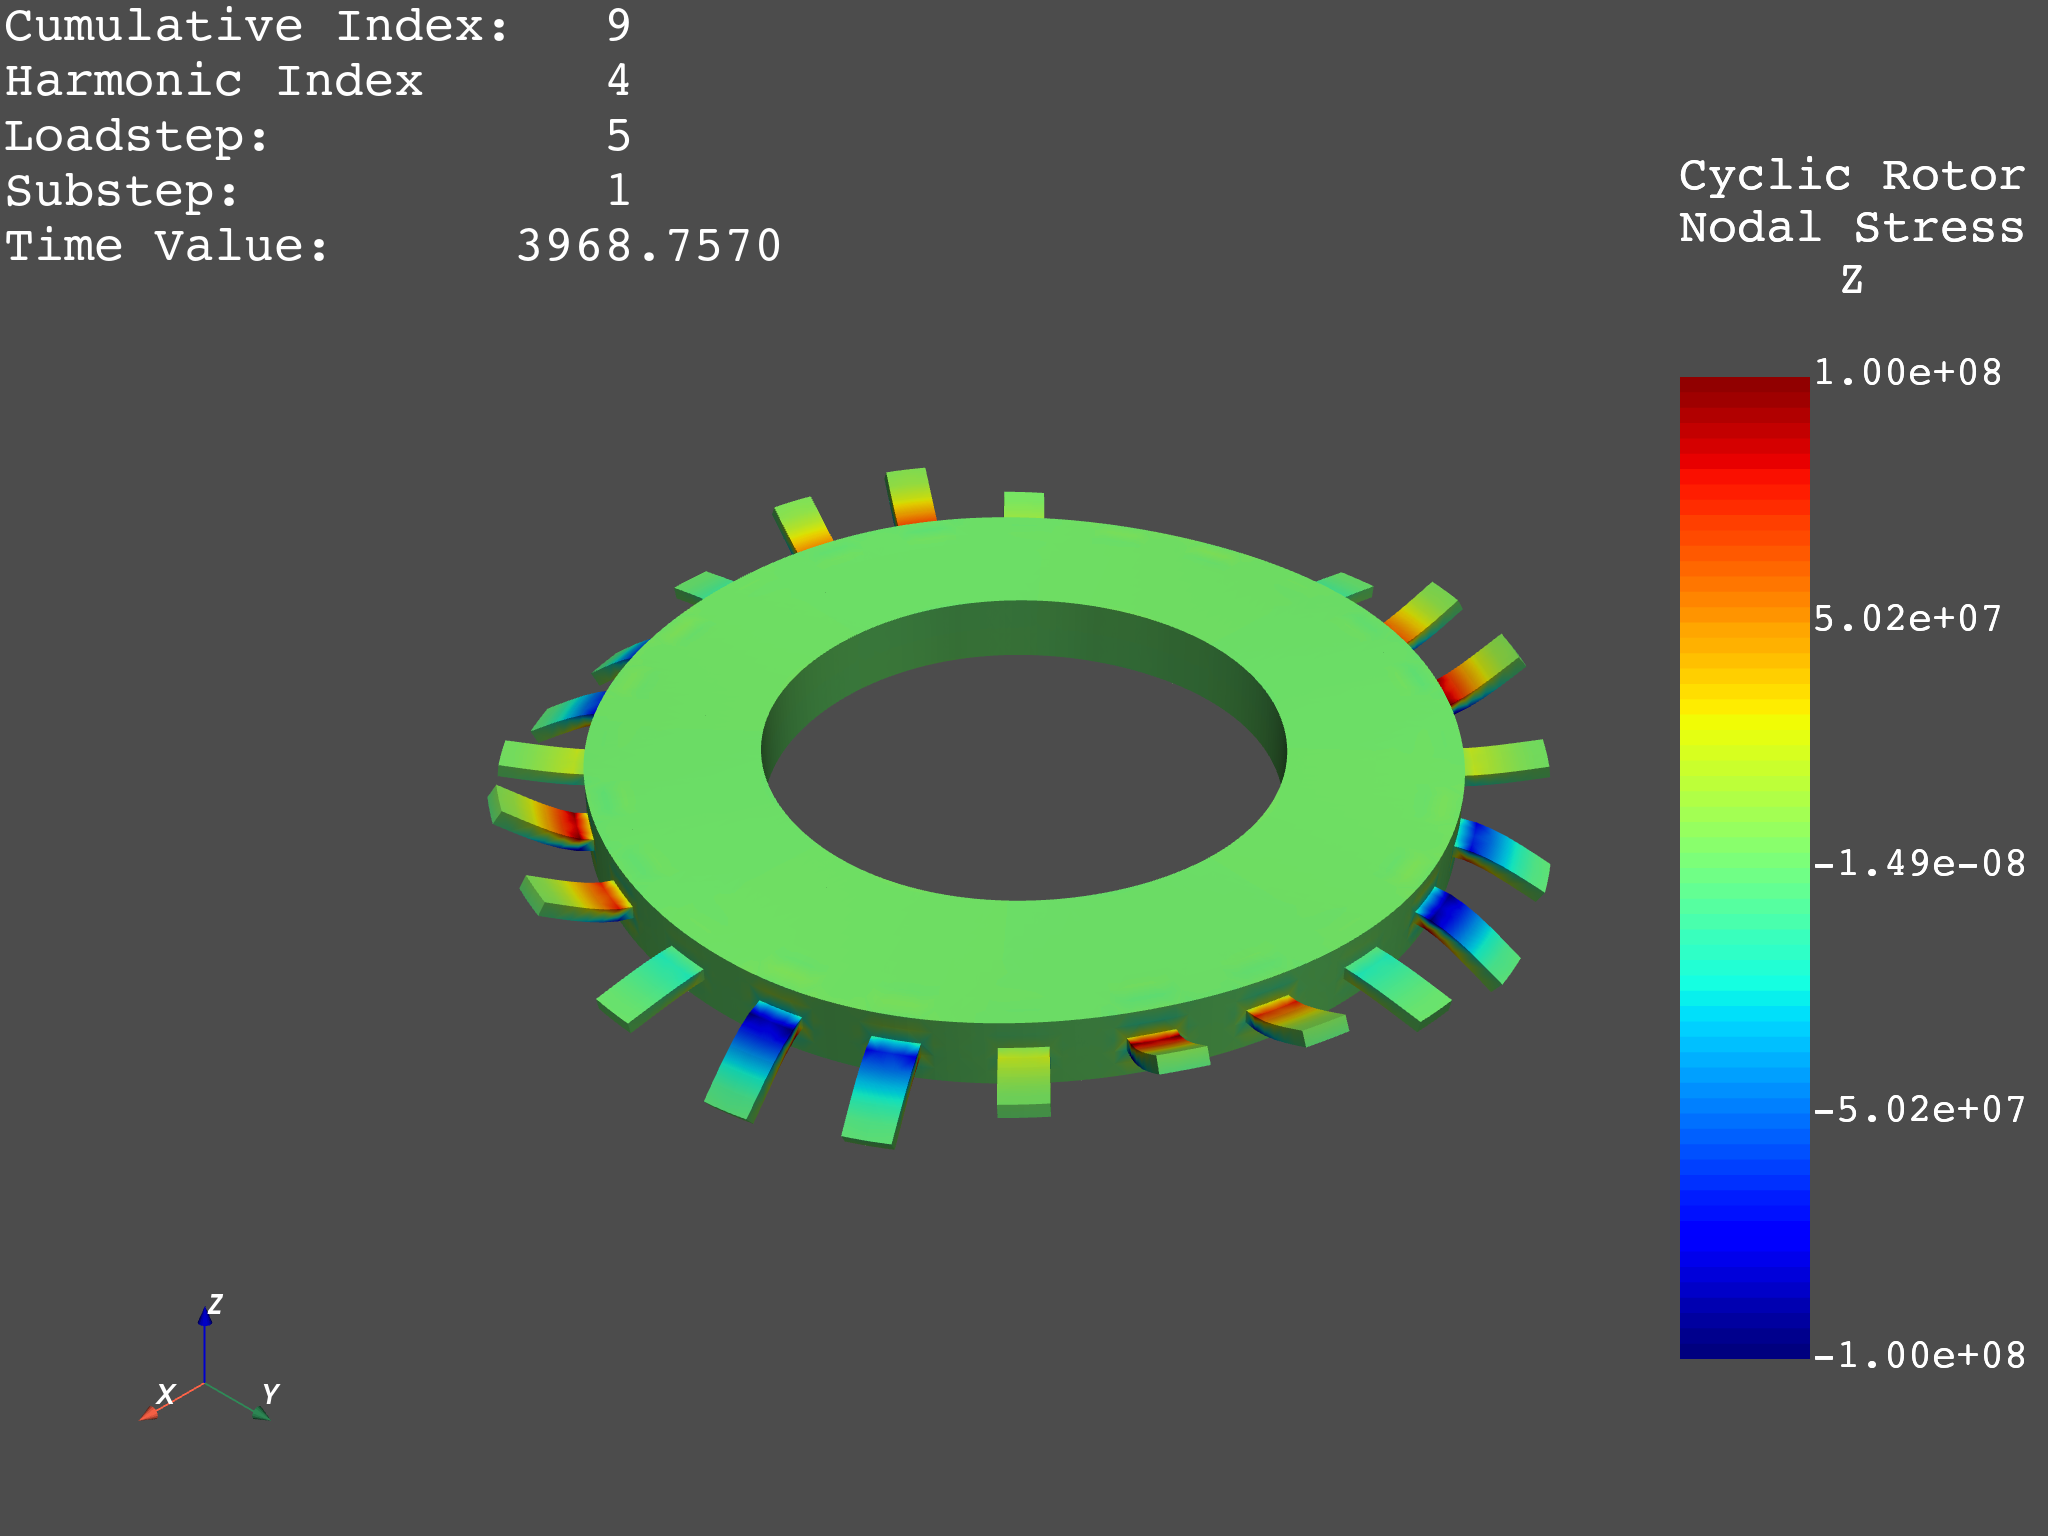 Cumulative Index: 9
Harmonic Index 4
Loadstep: 5
Substep: 1
Time Value: 3968.7570
Cyclic Rotor
Nodal Stress
Z
1.00e+08
5.02e+07
-1.49e-08
-5.02e+07
-1.00e+08
Z
X
Y